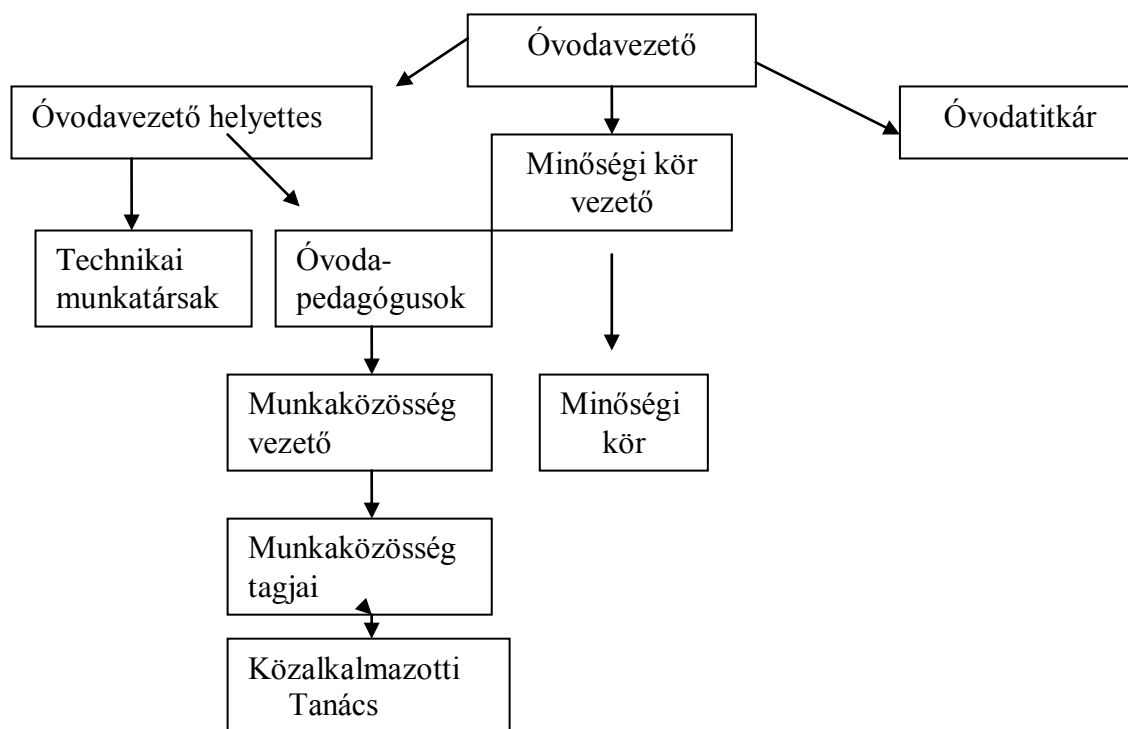 Óvodavezető
Óvodavezető helyettes
Óvodatitkár
Minőségi kör
vezető
Technikai
munkatársak
Óvoda-
pedagógusok
Munkaközösség
vezető
Minőségi
kör
Munkaközösség
tagjai
Közalkalmazotti
Tanács